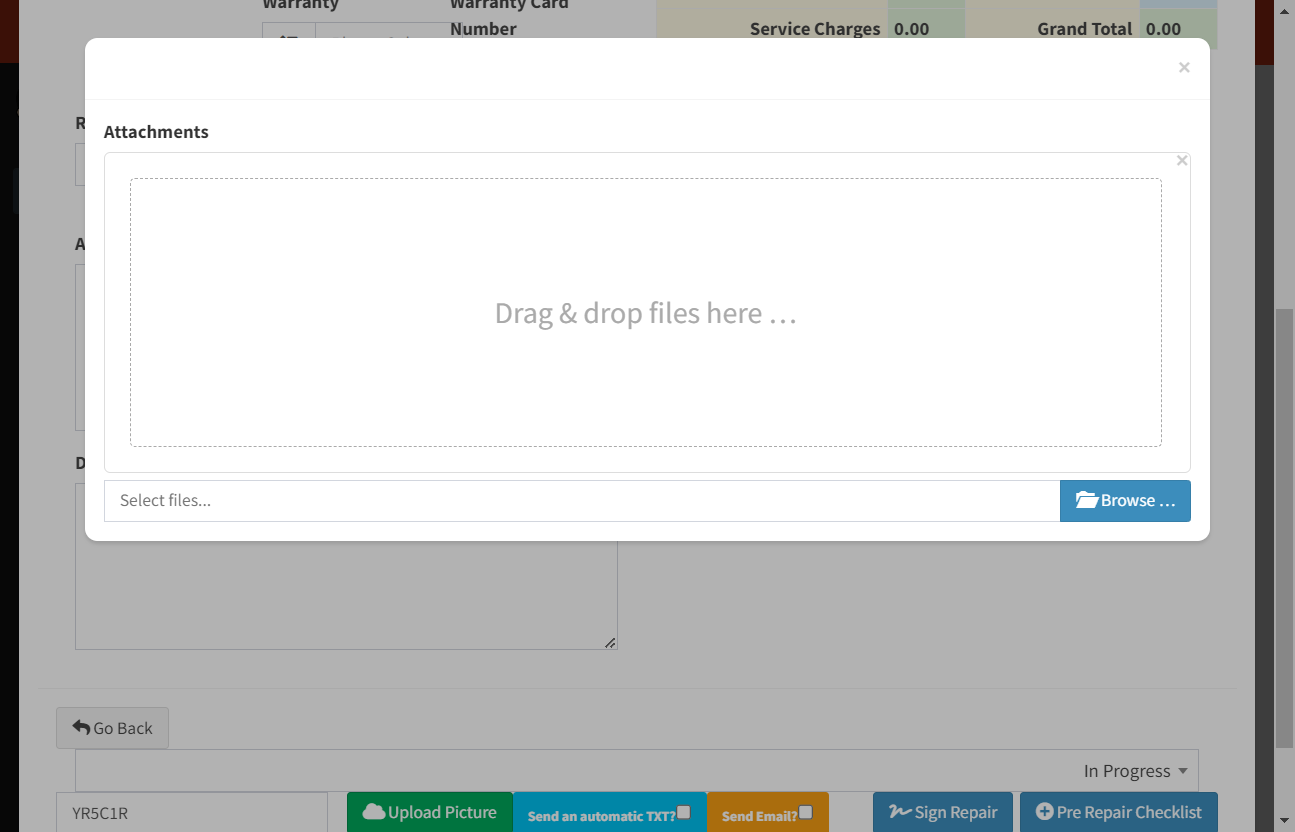 Warranty
Warranty Card
Number
Service Charges 0.00
Grand Total 0.00
×
Attachments
×
Drag & drop files here …
Select files...
Browse …
Go Back
In Progress
YR5C1R
Upload Picture
Send an automatic TXT?
Send Email?
Sign Repair
Pre Repair Checklist